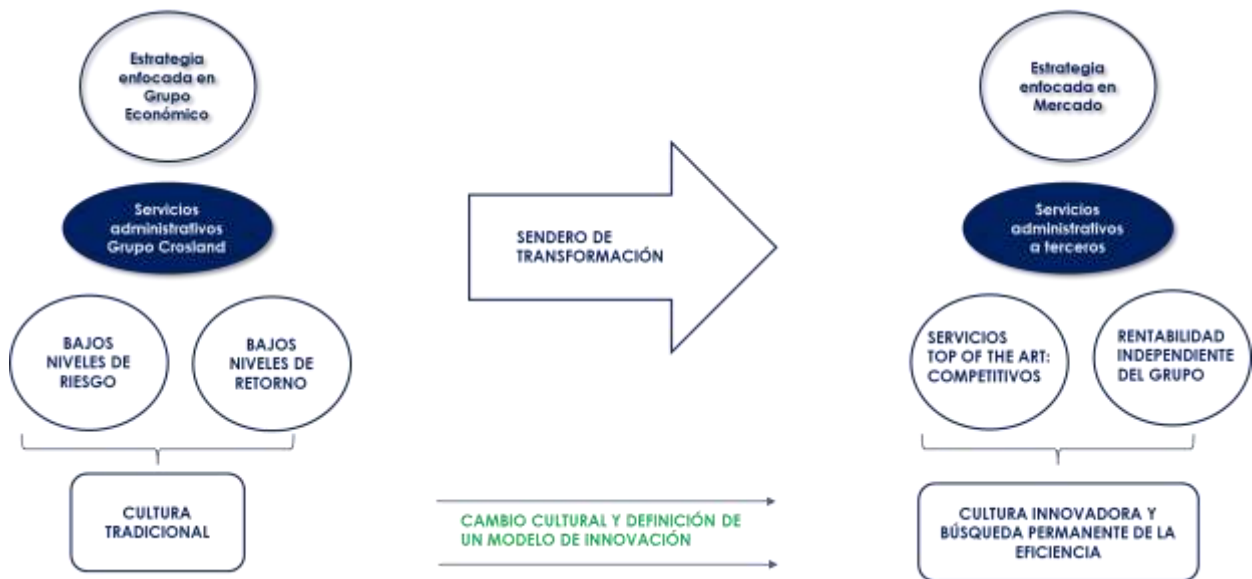 Estrategia
enfocada en
Grupo
Económico
Servicios
administrativos
Grupo Crosland
BAJOS
NIVELES DE
RIESGO
BAJOS
NIVELES DE
RETORNO
CULTURA
TRADICIONAL
SENDERO DE
TRANSFORMACIÓN
CAMBIO CULTURAL Y DEFINICIÓN DE
UN MODELO DE INNOVACIÓN
Estrategia
enfocada en
Mercado
Servicios
administrativos
a terceros
SERVICIOS
TOP OF THE ART:
COMPETITIVOS
RENTABILIDAD
INDEPENDIENTE
DEL GRUPO
CULTURA INNOVADORA Y
BÚSQUEDA PERMANENTE DE LA
EFICIENCIA